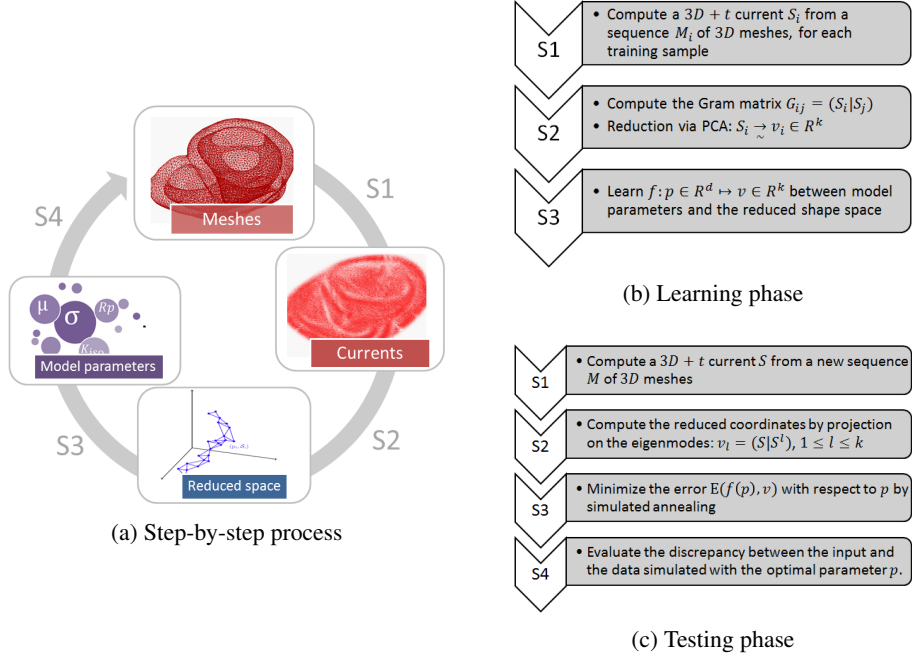 S1
S4
Meshes
Currents
μ
σ
Rp
Model parameters
S3
S2
Reduced space
(a) Step-by-step process
S1
• Compute a 3D + t current S_i from a
sequence M_i of 3D meshes, for each
training sample
S2
• Compute the Gram matrix G_ij = (S_i|S_j)
• Reduction via PCA: S_i →~ v_i ∈ R^k
S3
• Learn f: p ∈ R^d ↦ v ∈ R^k between model
parameters and the reduced shape space
(b) Learning phase
S1
• Compute a 3D + t current S from a new sequence
M of 3D meshes
S2
• Compute the reduced coordinates by projection
on the eigenmodes: v_l = (S|S^l), 1 ≤ l ≤ k
S3
• Minimize the error E(f(p), v) with respect to p by
simulated annealing
S4
• Evaluate the discrepancy between the input and
the data simulated with the optimal parameter p.
(c) Testing phase